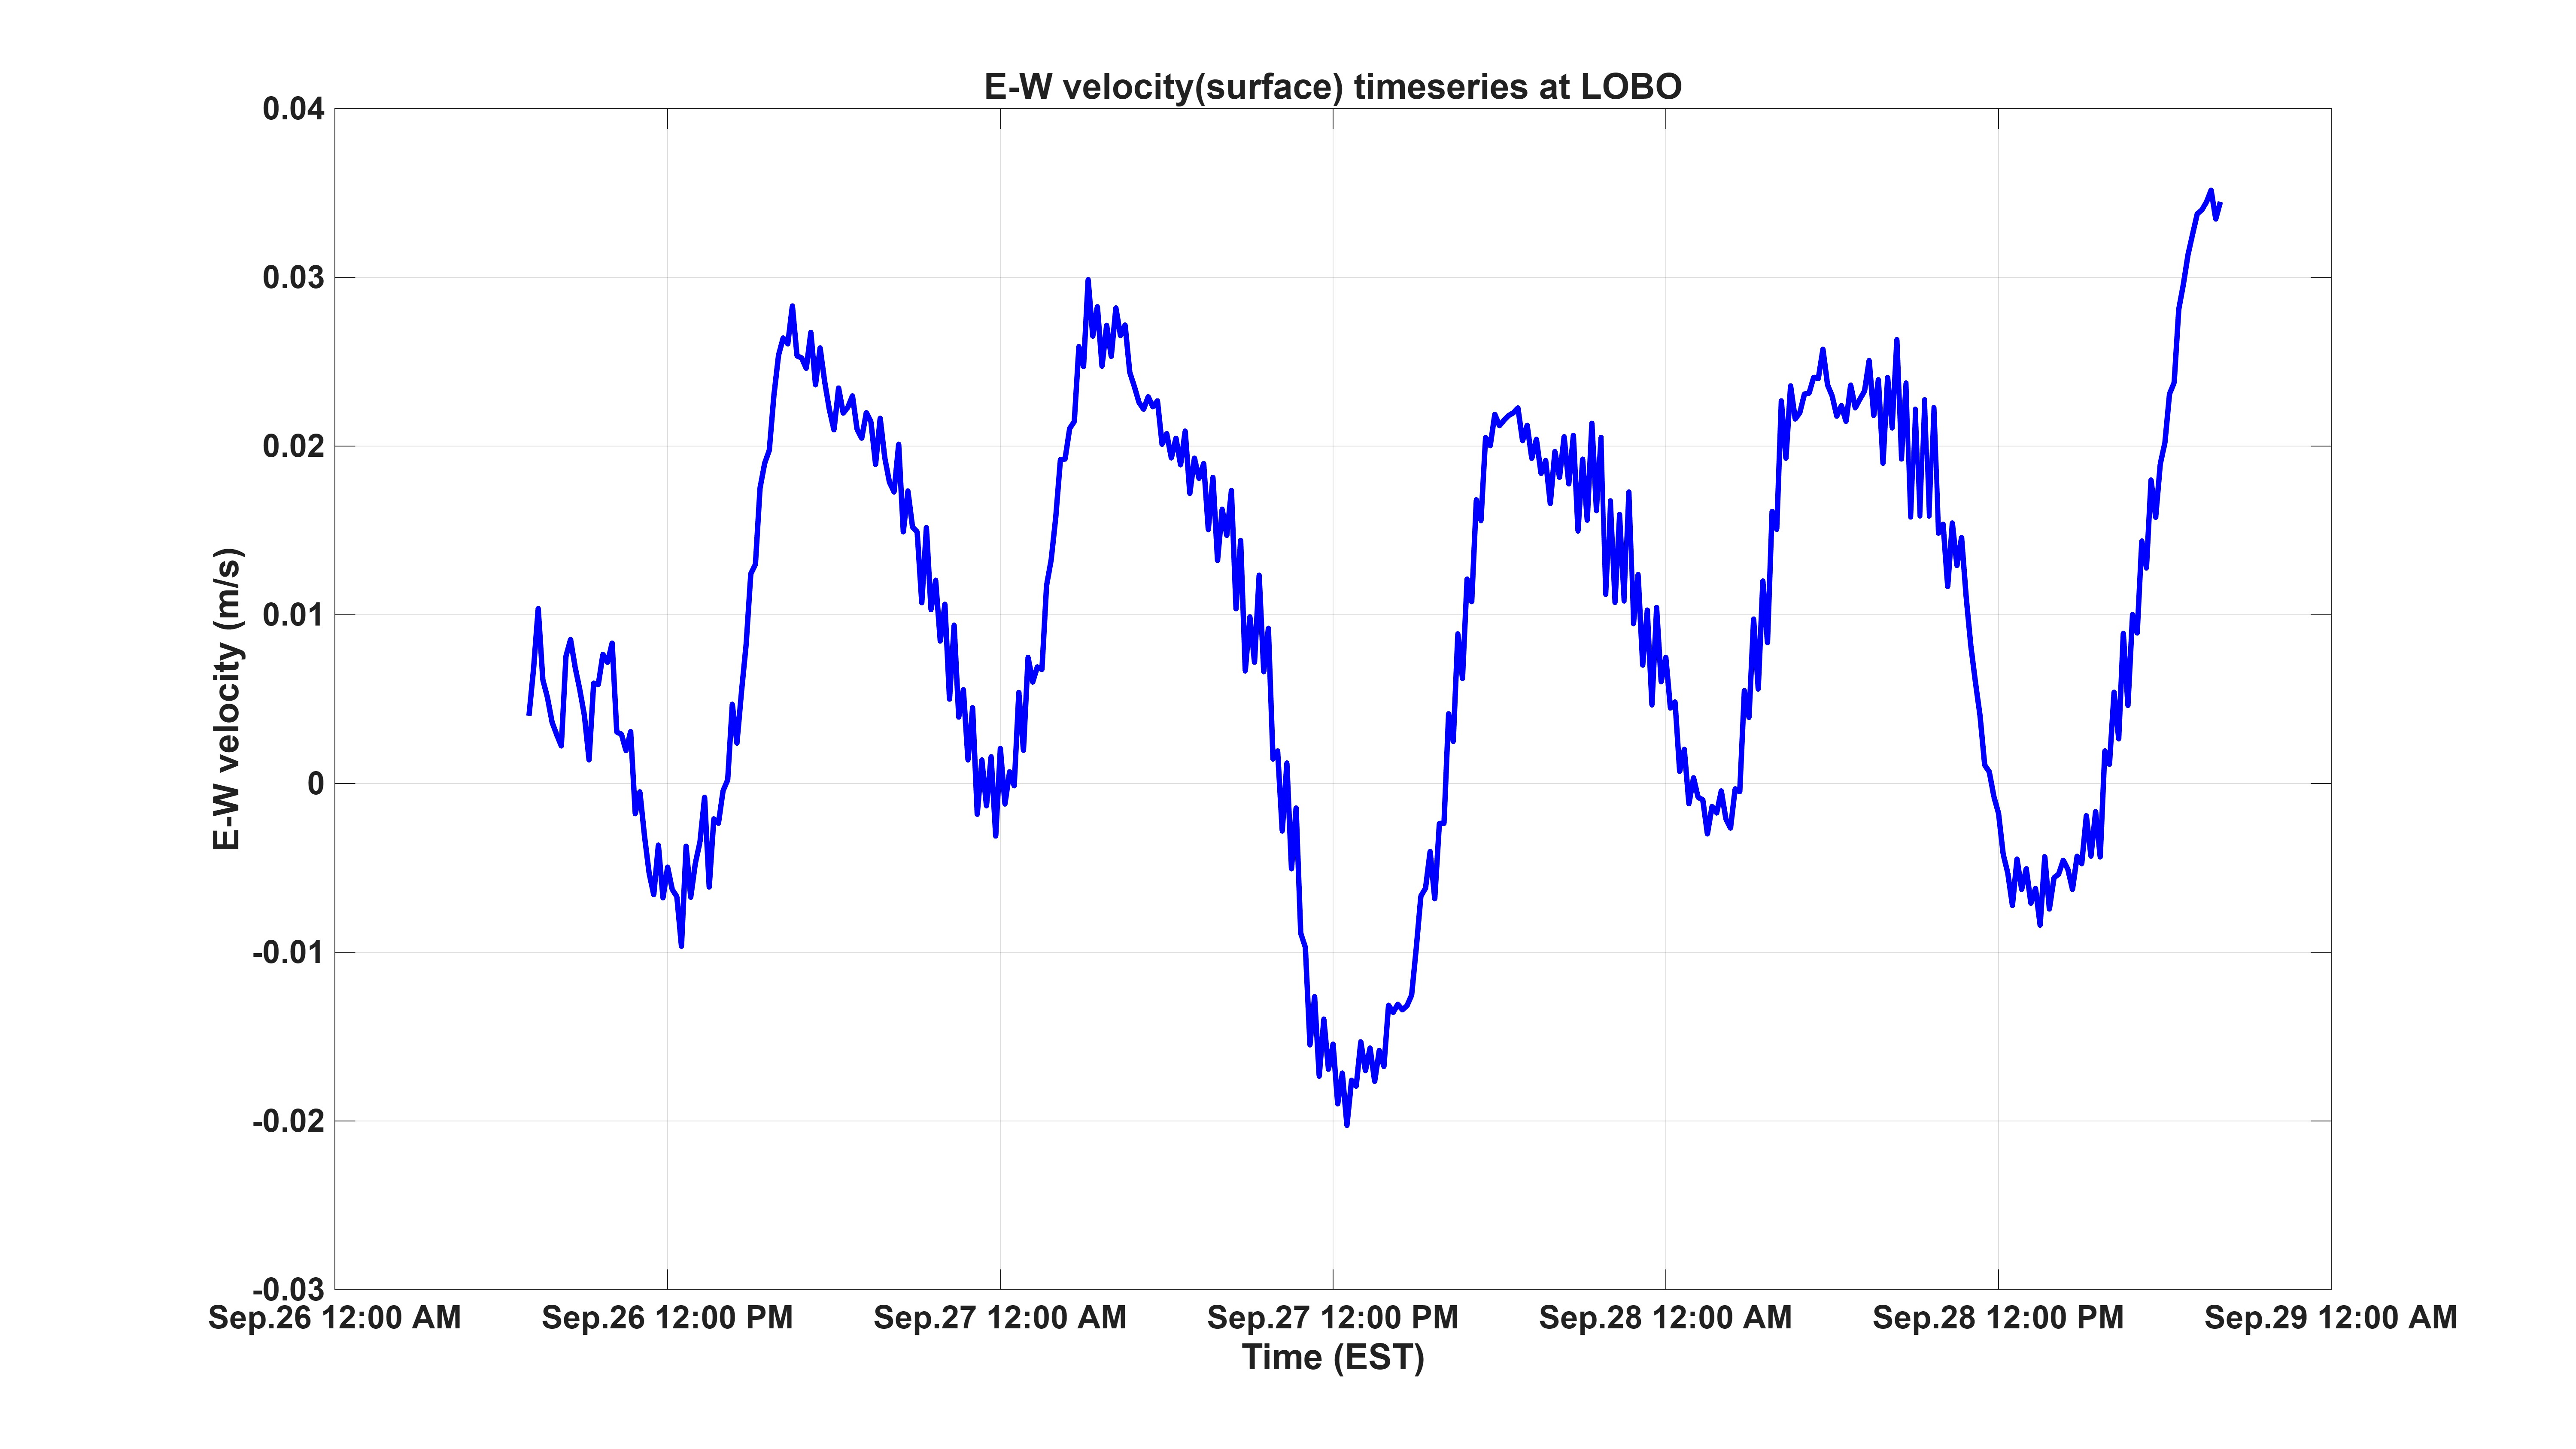 E-W velocity(surface) timeseries at LOBO
0.04
0.03
0.02
0.01
0
-0.01
-0.02
-0.03
E-W velocity (m/s)
Sep.26 12:00 AM
Sep.26 12:00 PM
Sep.27 12:00 AM
Sep.27 12:00 PM
Sep.28 12:00 AM
Sep.28 12:00 PM
Sep.29 12:00 AM
Time (EST)